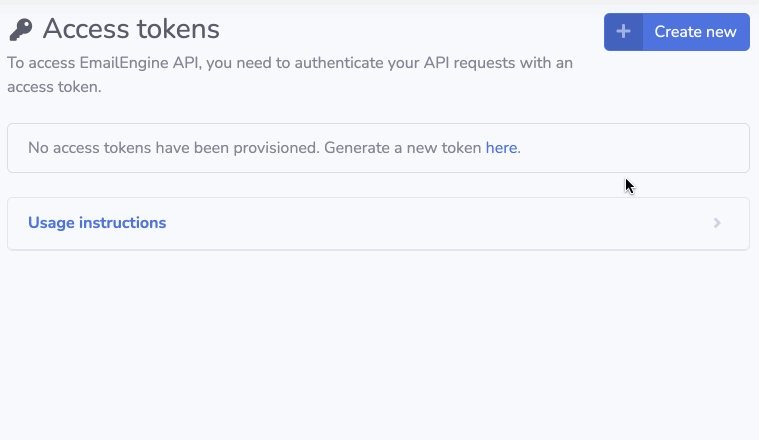 Access tokens
Create new
To access EmailEngine API, you need to authenticate your API requests with an
access token.
No access tokens have been provisioned. Generate a new token here.
Usage instructions